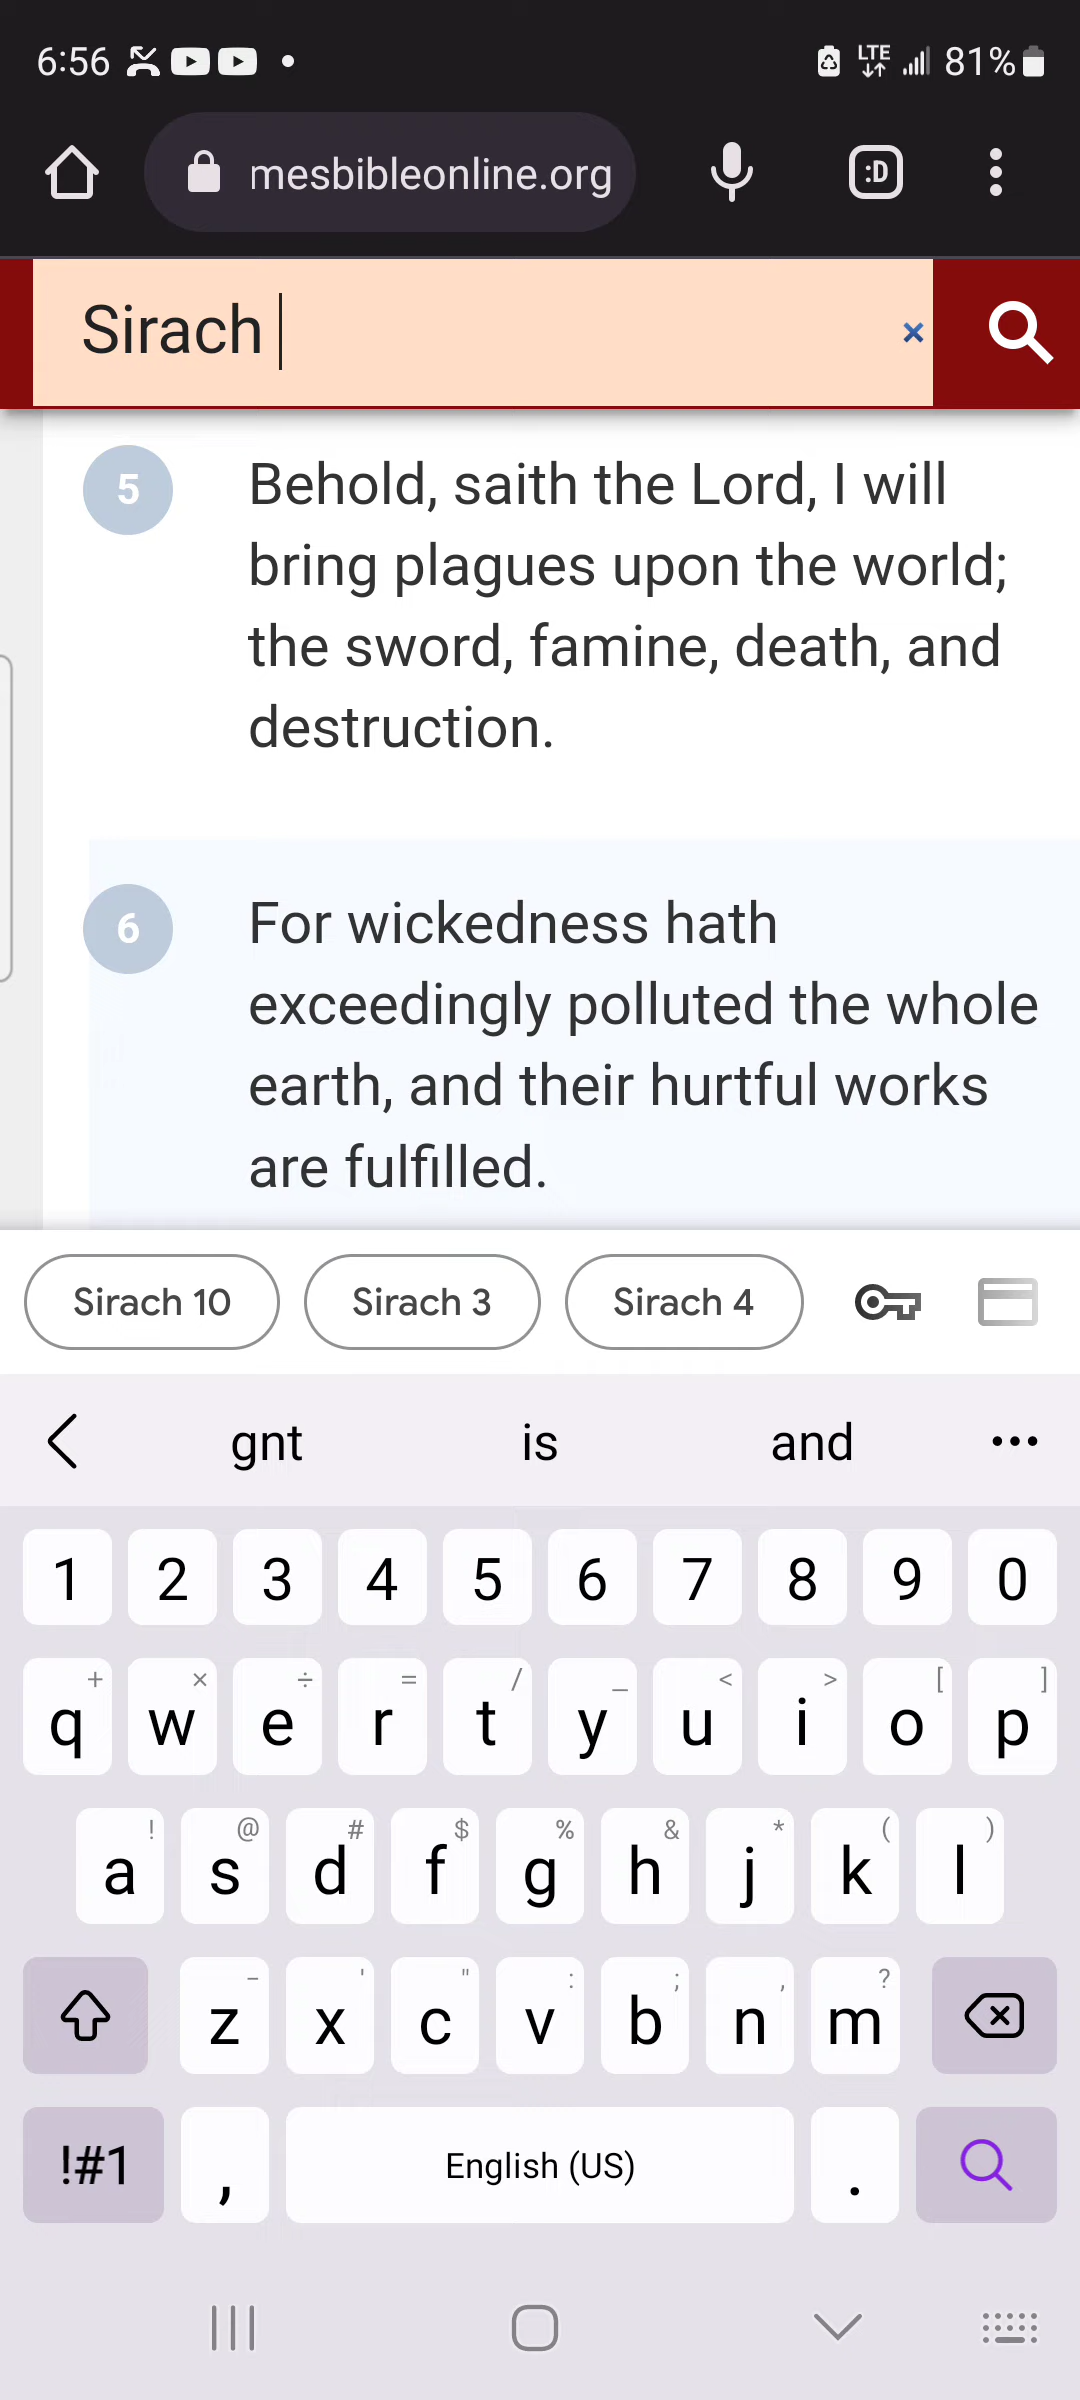 6:56 LTE 81%
mesbibleonline.org :D
Sirach
5 Behold, saith the Lord, I will
bring plagues upon the world;
the sword, famine, death, and
destruction.
6 For wickedness hath
exceedingly polluted the whole
earth, and their hurtful works
are fulfilled.
Sirach 10 Sirach 3 Sirach 4
gnt is and
1 2 3 4 5 6 7 8 9 0
+ × ÷ = / _ < > [ ]
q w e r t y u i o p
! @ # $ % & * ( )
a s d f g h j k l
- ' " : ; , ?
z x c v b n m
!#1 , English (US) .